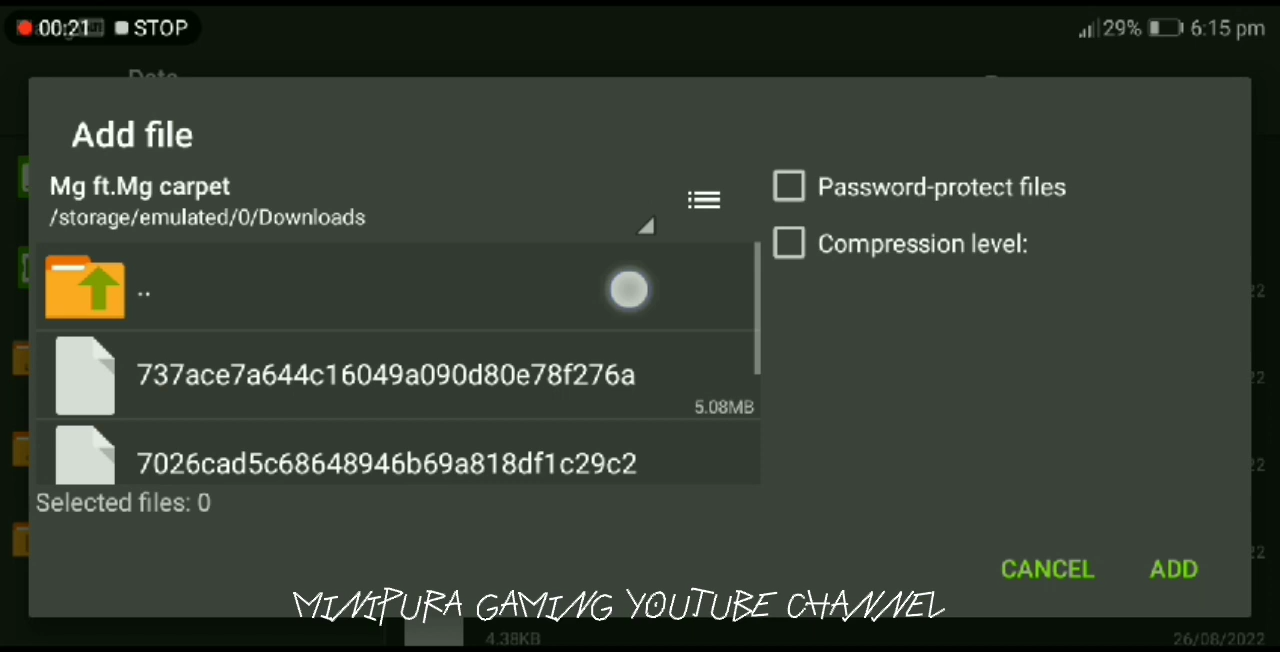 00:21 STOP
29% 6:15 pm
Add file
Mg ft.Mg carpet
/storage/emulated/0/Downloads
Password-protect files
Compression level:
..
737ace7a644c16049a090d80e78f276a
5.08MB
7026cad5c68648946b69a818df1c29c2
Selected files: 0
CANCEL ADD
MINIPURA GAMING YOUTUBE CHANNEL
4.38KB
26/08/2022